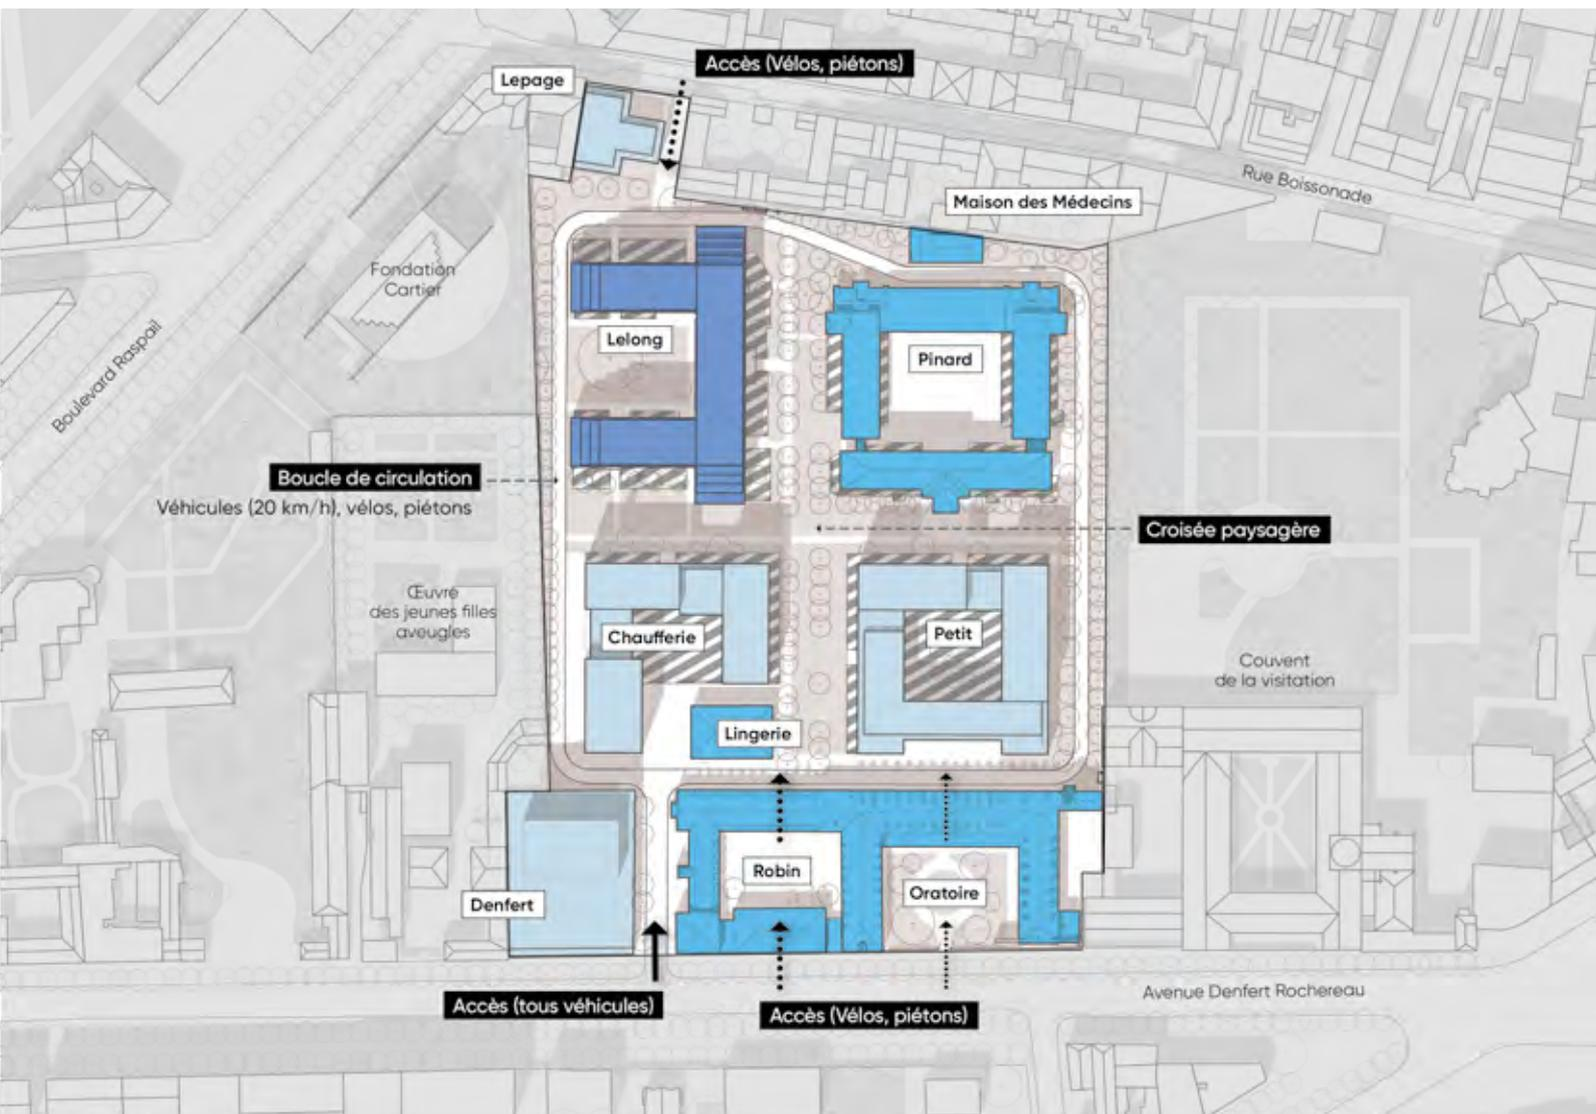 Accès (Vélos, piétons)
Lepage
Rue Boissonade
Maison des Médecins
Fondation
Cartier
Boulevard Raspail
Lelong
Pinard
Boucle de circulation
Véhicules (20 km/h), vélos, piétons
Croisée paysagère
Œuvre
des jeunes filles
aveugles
Chaufferie
Petit
Couvent
de la visitation
Lingerie
Robin
Oratoire
Denfert
Accès (tous véhicules)
Accès (Vélos, piétons)
Avenue Denfert Rochereau